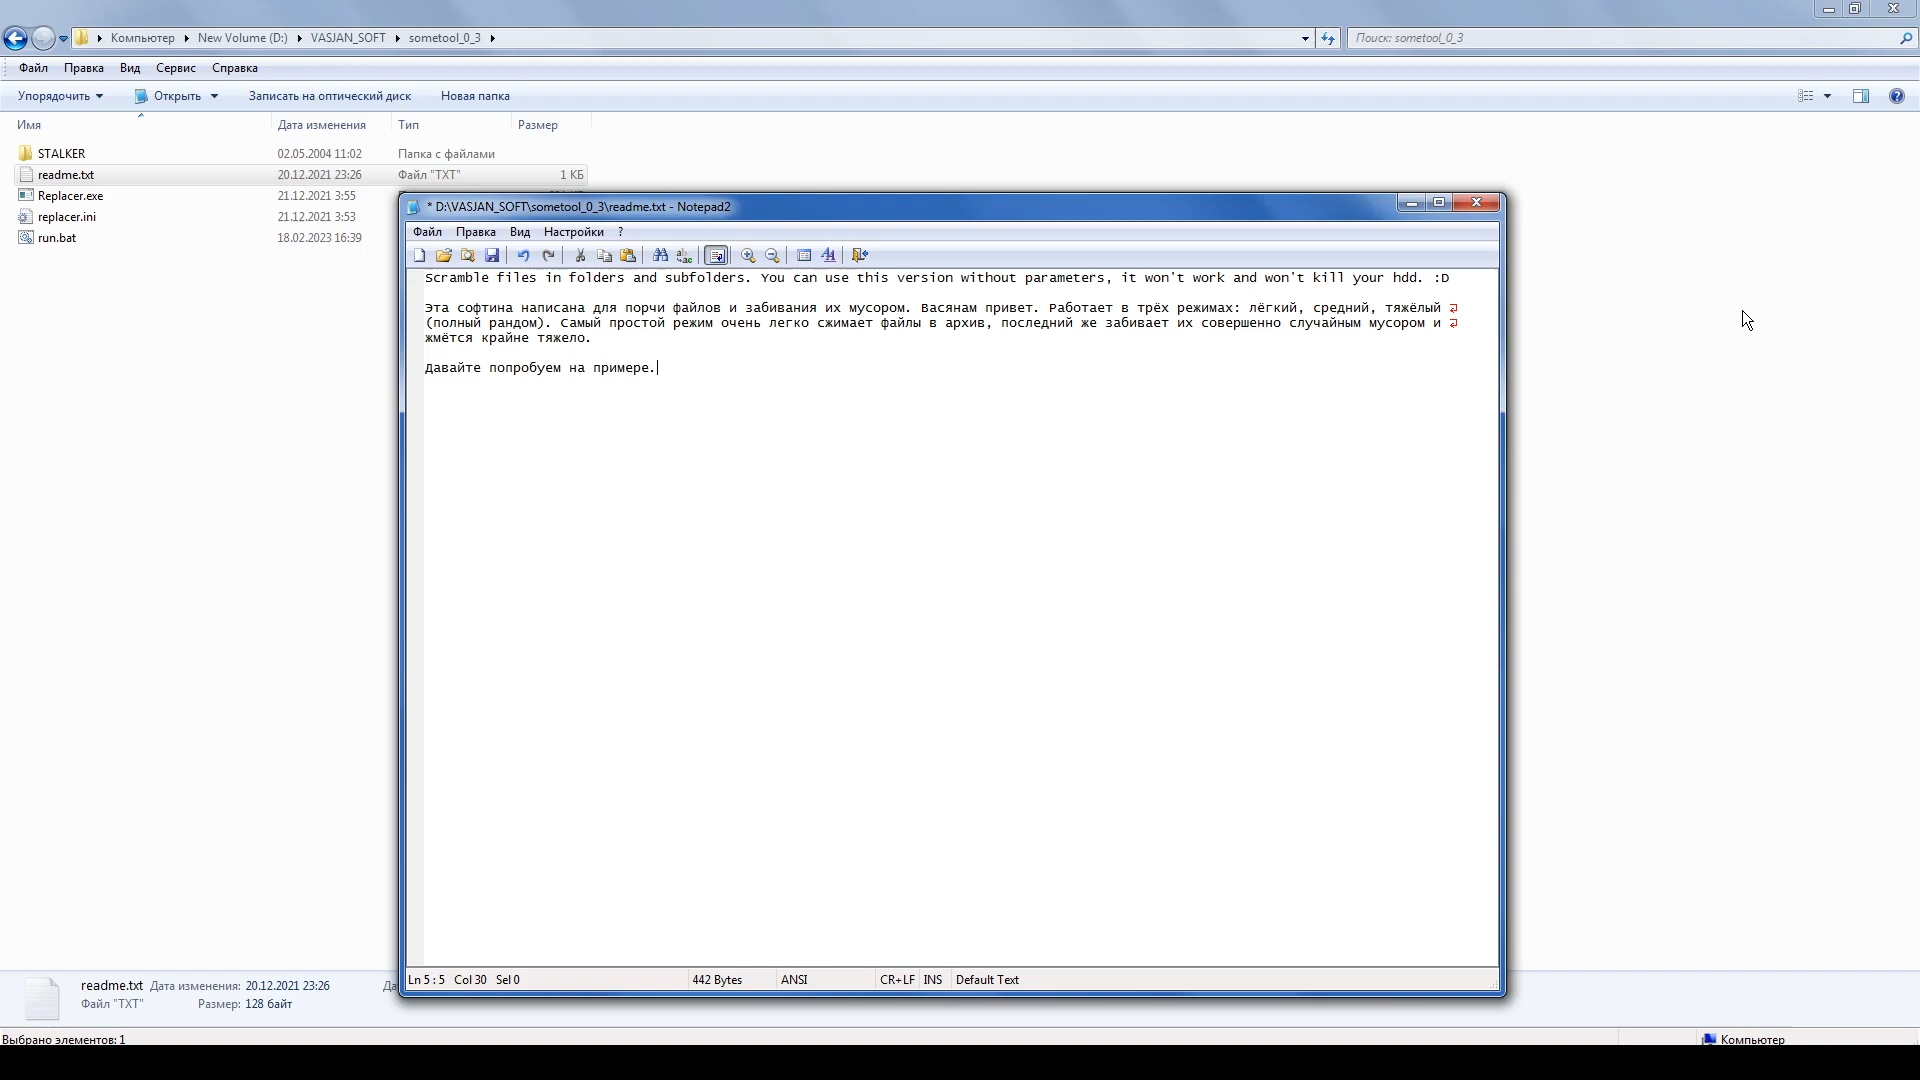 Компьютер New Volume (D:) VASJAN_SOFT sometool_0_3
Поиск: sometool_0_3
Файл Правка Вид Сервис Справка
Упорядочить Открыть Записать на оптический диск Новая папка
Имя Дата изменения Тип Размер
STALKER 02.05.2004 11:02 Папка с файлами
readme.txt 20.12.2021 23:26 Файл "TXT" 1 КБ
Replacer.exe 21.12.2021 3:55
replacer.ini 21.12.2021 3:53
run.bat 18.02.2023 16:39
* D:\VASJAN_SOFT\sometool_0_3\readme.txt - Notepad2
Файл Правка Вид Настройки ?
Scramble files in folders and subfolders. You can use this version without parameters, it won't work and won't kill your hdd. :D
Эта софтина написана для порчи файлов и забивания их мусором. Васянам привет. Работает в трёх режимах: лёгкий, средний, тяжёлый
(полный рандом). Самый простой режим очень легко сжимает файлы в архив, последний же забивает их совершенно случайным мусором и
жмётся крайне тяжело.
Давайте попробуем на примере.
Ln 5 : 5 Col 30 Sel 0 442 Bytes ANSI CR+LF INS Default Text
readme.txt Дата изменения: 20.12.2021 23:26
Файл "TXT" Размер: 128 байт
Выбрано элементов: 1
Компьютер